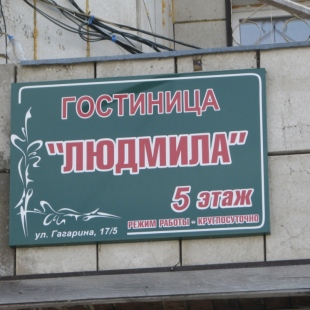 ГОСТИНИЦА
"ЛЮДМИЛА"
5 этаж
РЕЖИМ РАБОТЫ - КРУГЛОСУТОЧНО
ул. Гагарина, 17/5